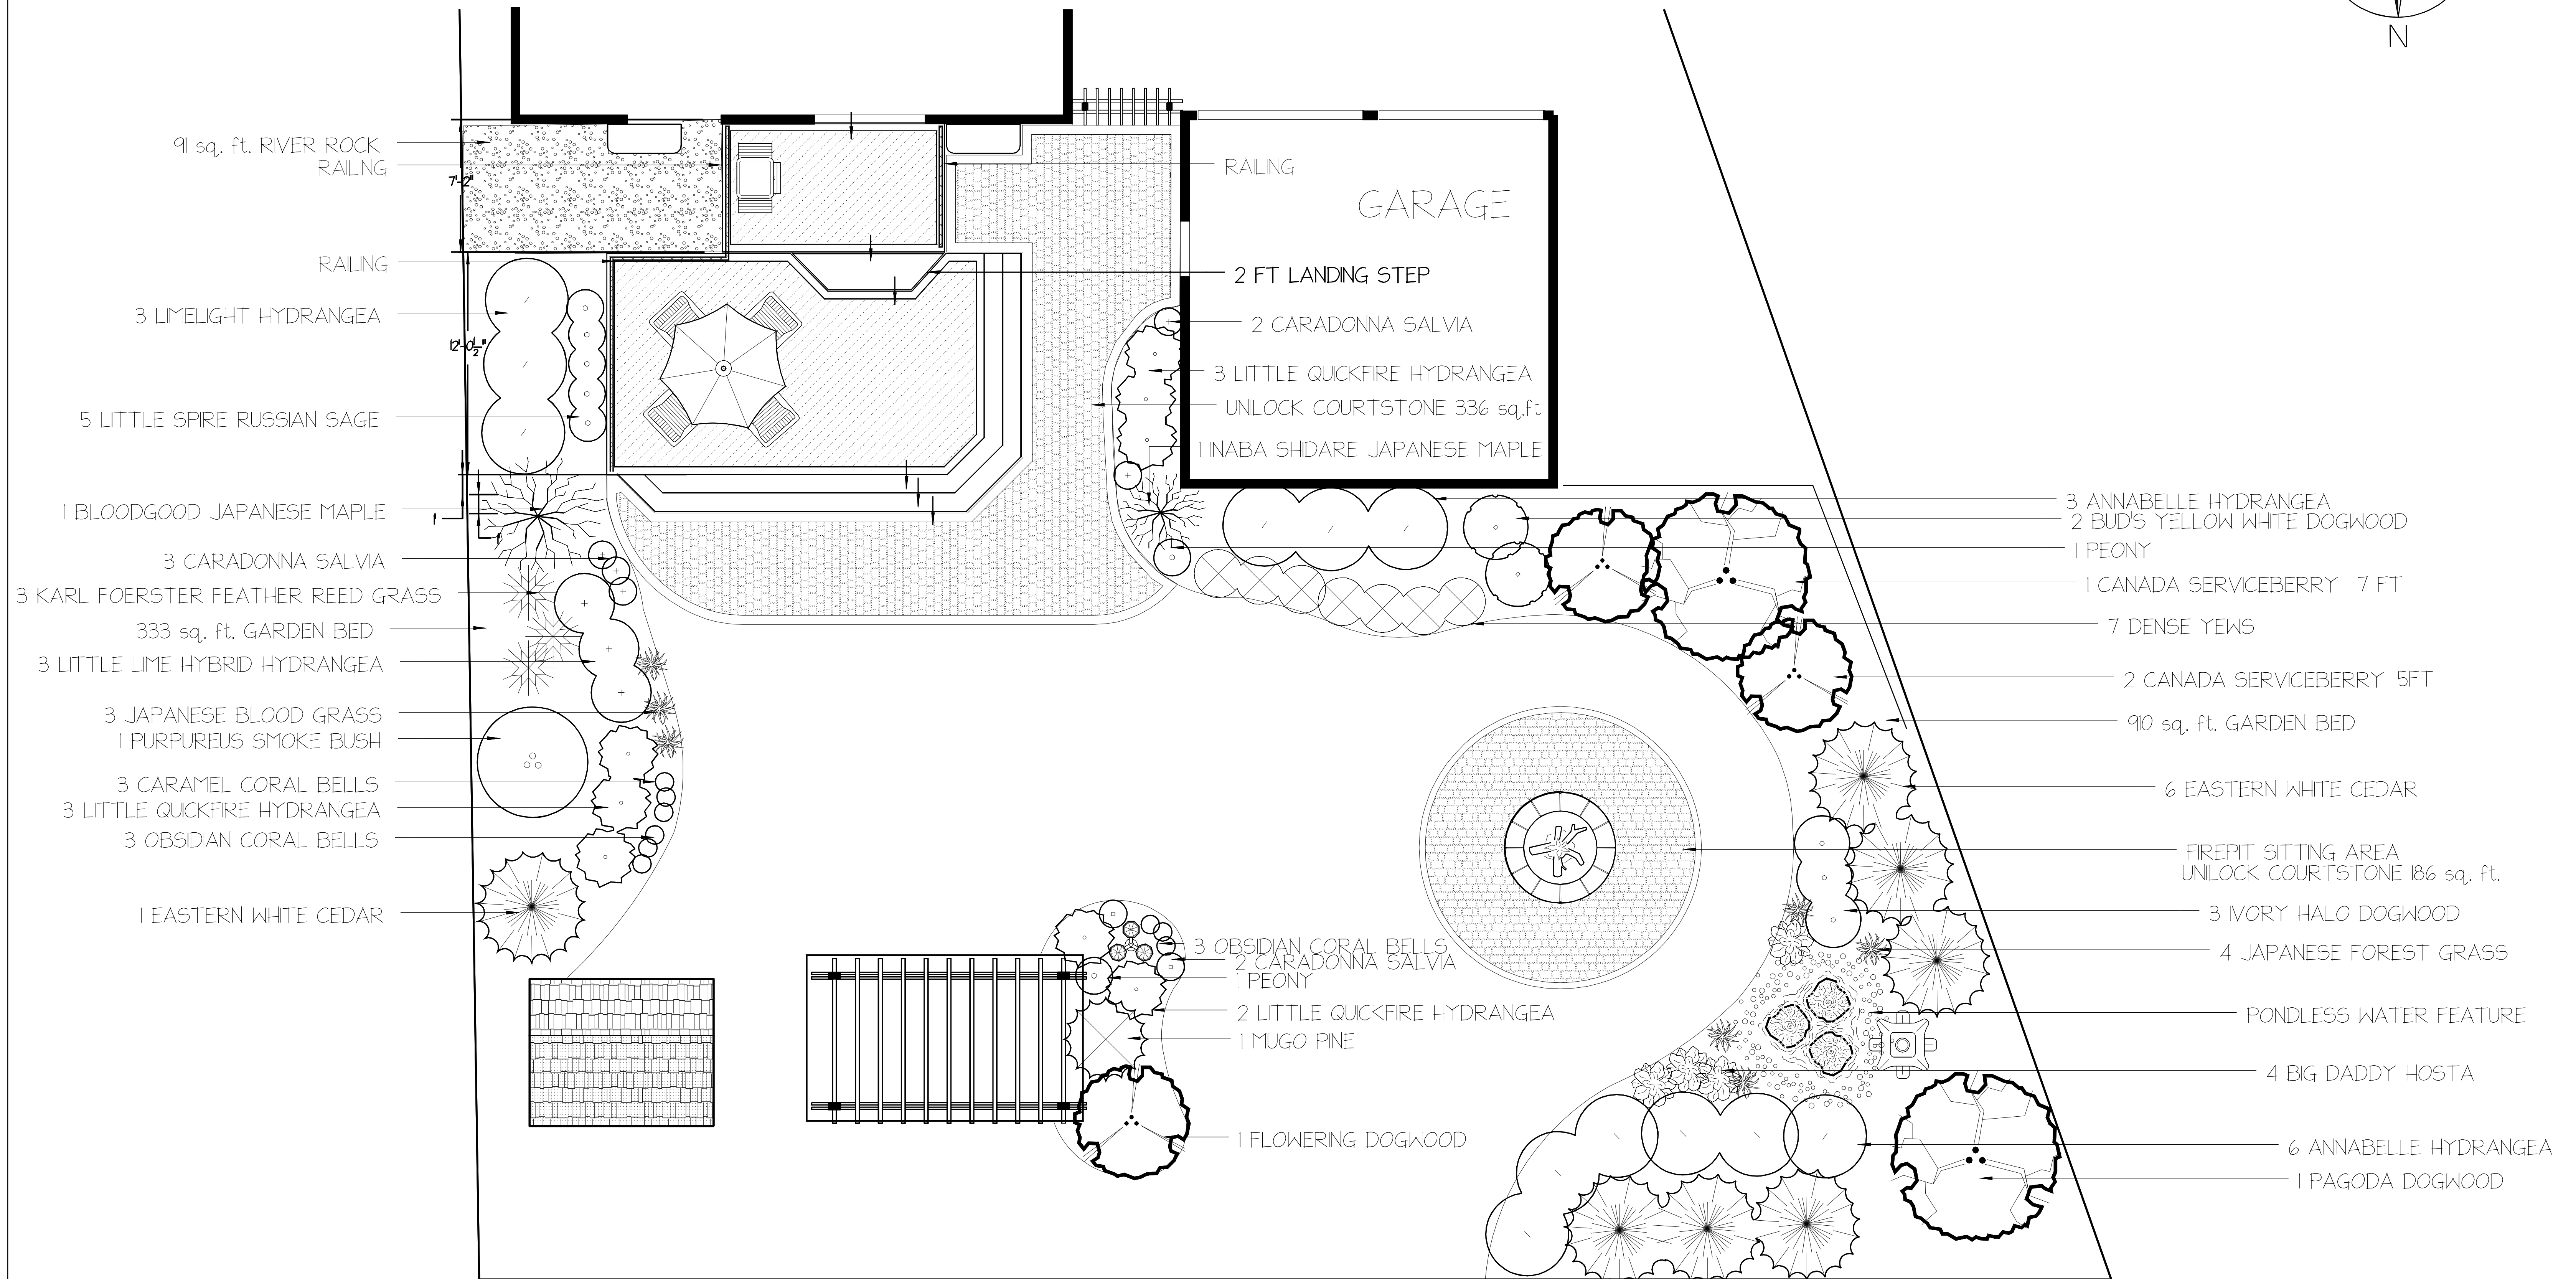 N
91 sq. ft. RIVER ROCK
RAILING
7'-2"
RAILING
3 LIMELIGHT HYDRANGEA
12'-0½"
5 LITTLE SPIRE RUSSIAN SAGE
1 BLOODGOOD JAPANESE MAPLE
1'
3 CARADONNA SALVIA
3 KARL FOERSTER FEATHER REED GRASS
333 sq. ft. GARDEN BED
3 LITTLE LIME HYBRID HYDRANGEA
3 JAPANESE BLOOD GRASS
1 PURPUREUS SMOKE BUSH
3 CARAMEL CORAL BELLS
3 LITTLE QUICKFIRE HYDRANGEA
3 OBSIDIAN CORAL BELLS
1 EASTERN WHITE CEDAR
RAILING
GARAGE
2 FT LANDING STEP
2 CARADONNA SALVIA
3 LITTLE QUICKFIRE HYDRANGEA
UNILOCK COURTSTONE 336 sq.ft
1 INABA SHIDARE JAPANESE MAPLE
3 OBSIDIAN CORAL BELLS
2 CARADONNA SALVIA
1 PEONY
2 LITTLE QUICKFIRE HYDRANGEA
1 MUGO PINE
1 FLOWERING DOGWOOD
3 ANNABELLE HYDRANGEA
2 BUD'S YELLOW WHITE DOGWOOD
1 PEONY
1 CANADA SERVICEBERRY 7 FT
7 DENSE YEWS
2 CANADA SERVICEBERRY 5FT
910 sq. ft. GARDEN BED
6 EASTERN WHITE CEDAR
FIREPIT SITTING AREA
UNILOCK COURTSTONE 186 sq. ft.
3 IVORY HALO DOGWOOD
4 JAPANESE FOREST GRASS
PONDLESS WATER FEATURE
4 BIG DADDY HOSTA
6 ANNABELLE HYDRANGEA
1 PAGODA DOGWOOD